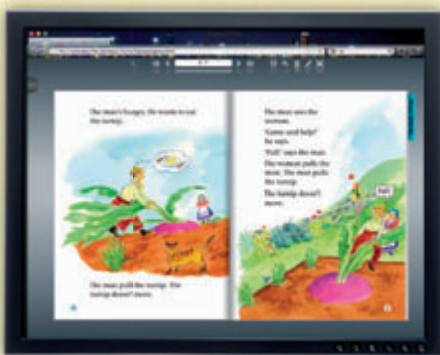 The man's hungry. He wants to eat
the turnip.
The man pulls the turnip. The
turnip doesn't move.
The man sees the
woman.
'Come and help!'
he says.
'Pull!' says the man.
The woman pulls the
man. The man pulls
the turnip.
The turnip doesn't
move.